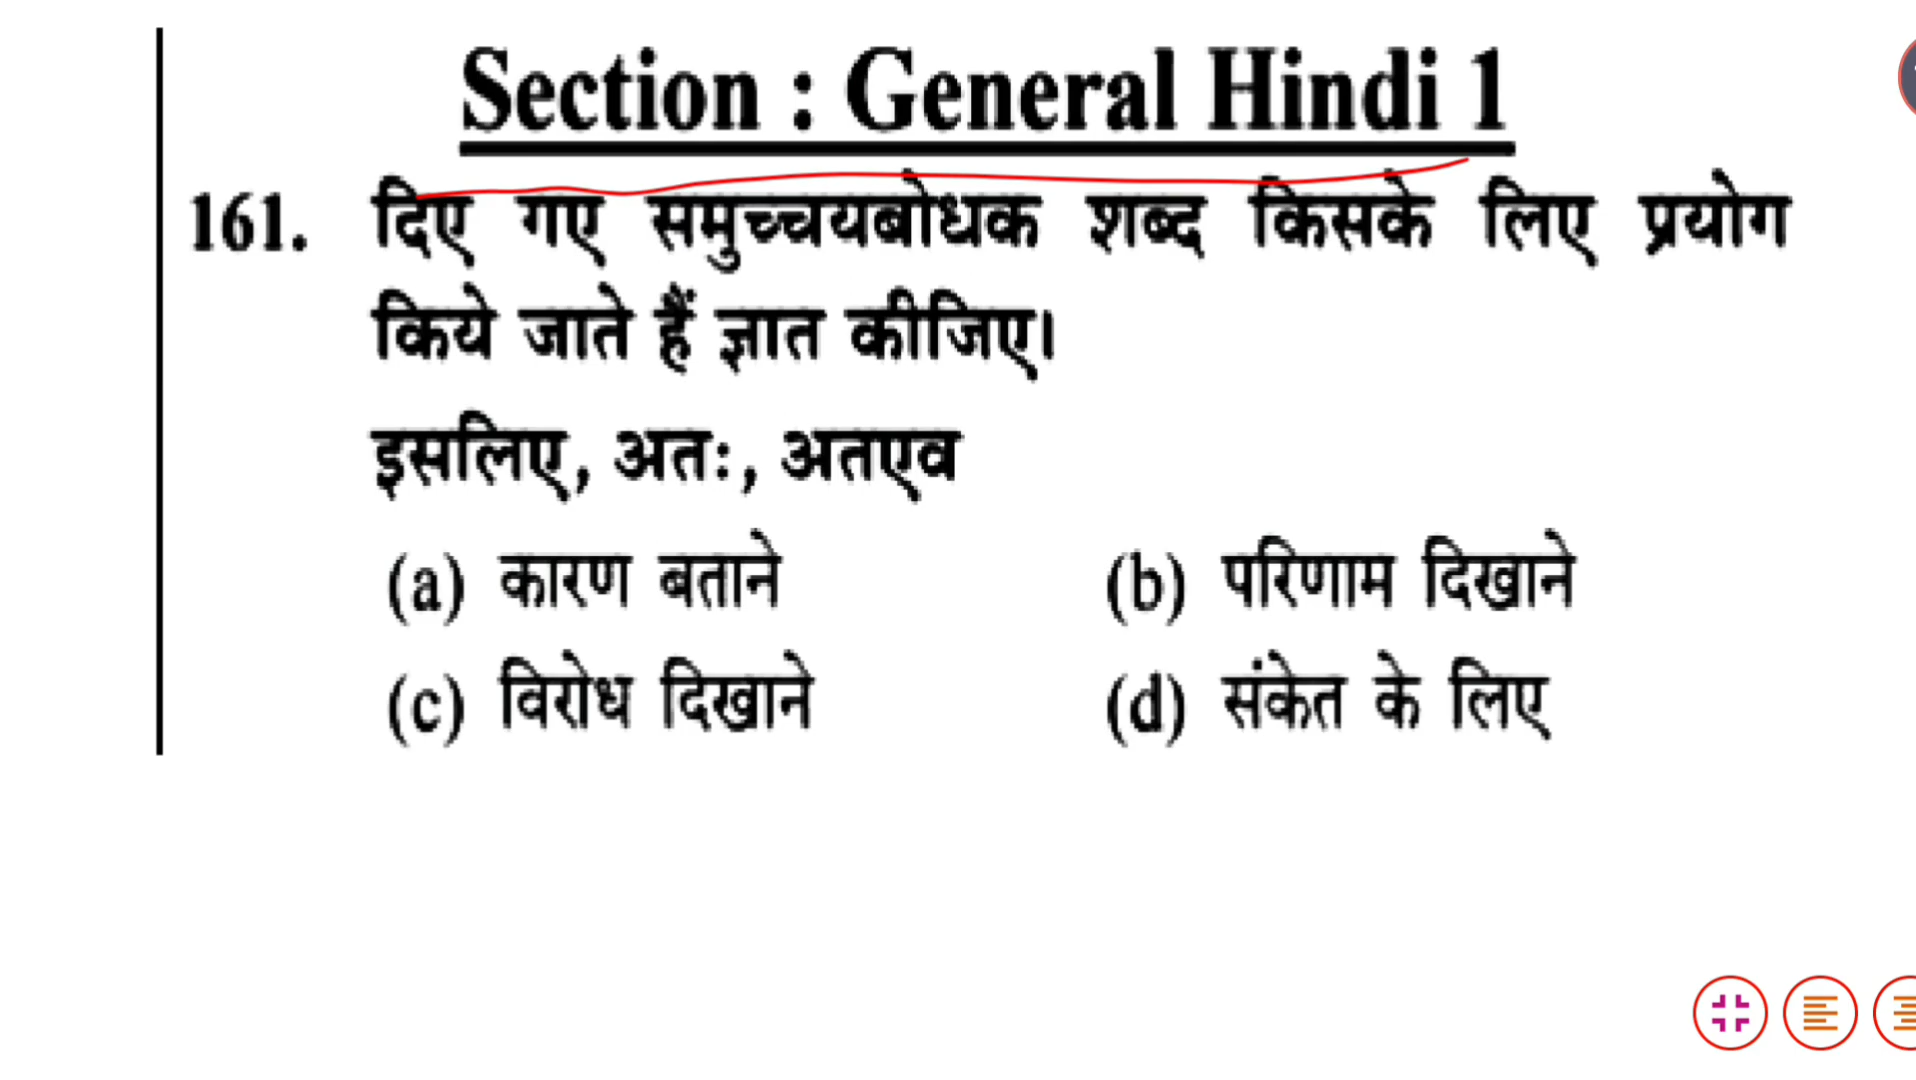 Section : General Hindi 1
161. दिए गए समुच्चयबोधक शब्द किसके लिए प्रयोग
किये जाते हैं ज्ञात कीजिए।
इसलिए, अतः, अतएव
(a) कारण बताने (b) परिणाम दिखाने
(c) विरोध दिखाने (d) संकेत के लिए